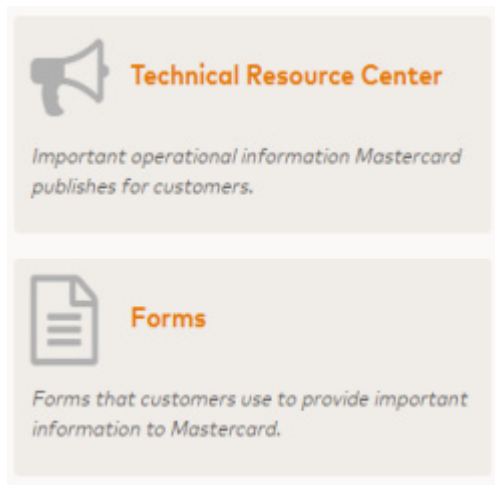 Technical Resource Center
Important operational information Mastercard
publishes for customers.
Forms
Forms that customers use to provide important
information to Mastercard.